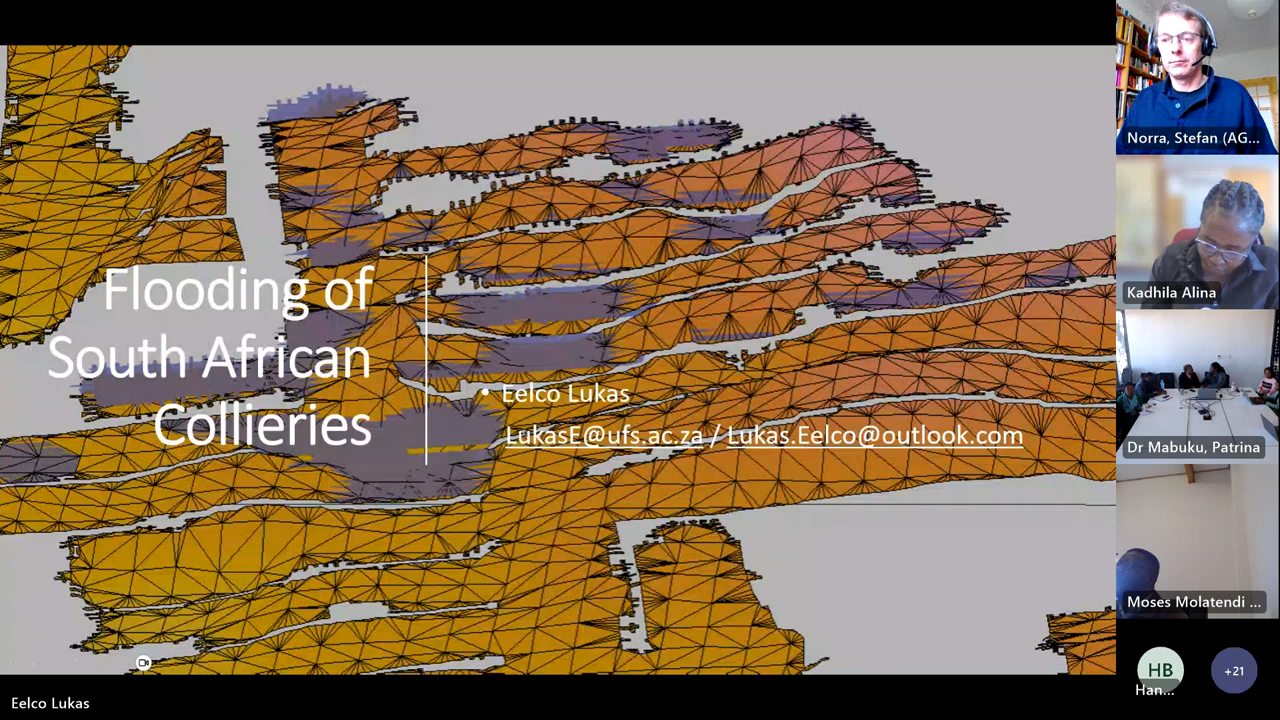 Flooding of
South African
Collieries
• Eelco Lukas
LukasE@ufs.ac.za / Lukas.Eelco@outlook.com
Norra, Stefan (AG...
Kadhila Alina
Dr Mabuku, Patrina
Moses Molatendi ...
HB
Han...
+21
Eelco Lukas